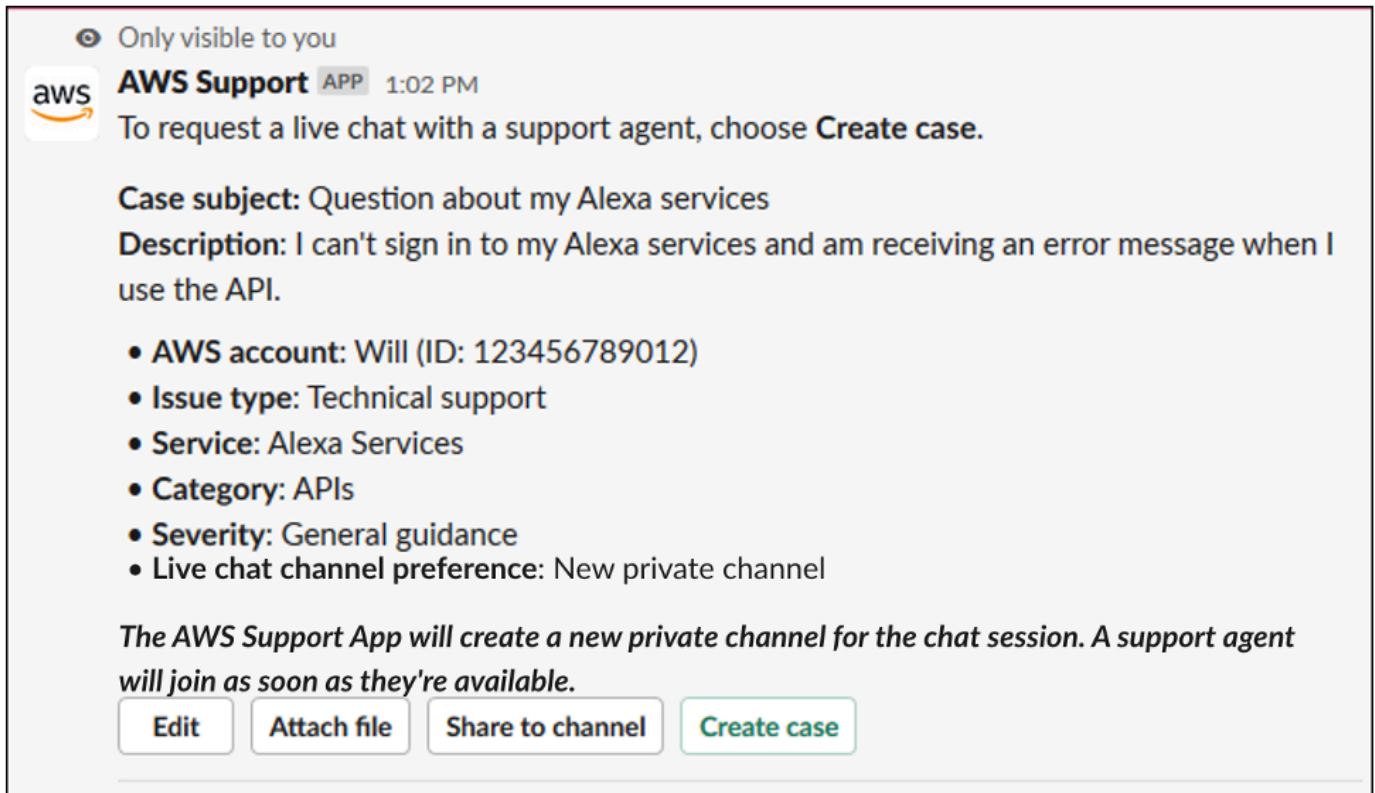 Only visible to you
AWS Support APP 1:02 PM
aws
To request a live chat with a support agent, choose Create case.
Case subject: Question about my Alexa services
Description: I can't sign in to my Alexa services and am receiving an error message when I
use the API.
• AWS account: Will (ID: 123456789012)
• Issue type: Technical support
• Service: Alexa Services
• Category: APIs
• Severity: General guidance
• Live chat channel preference: New private channel
The AWS Support App will create a new private channel for the chat session. A support agent
will join as soon as they're available.
Edit Attach file Share to channel Create case